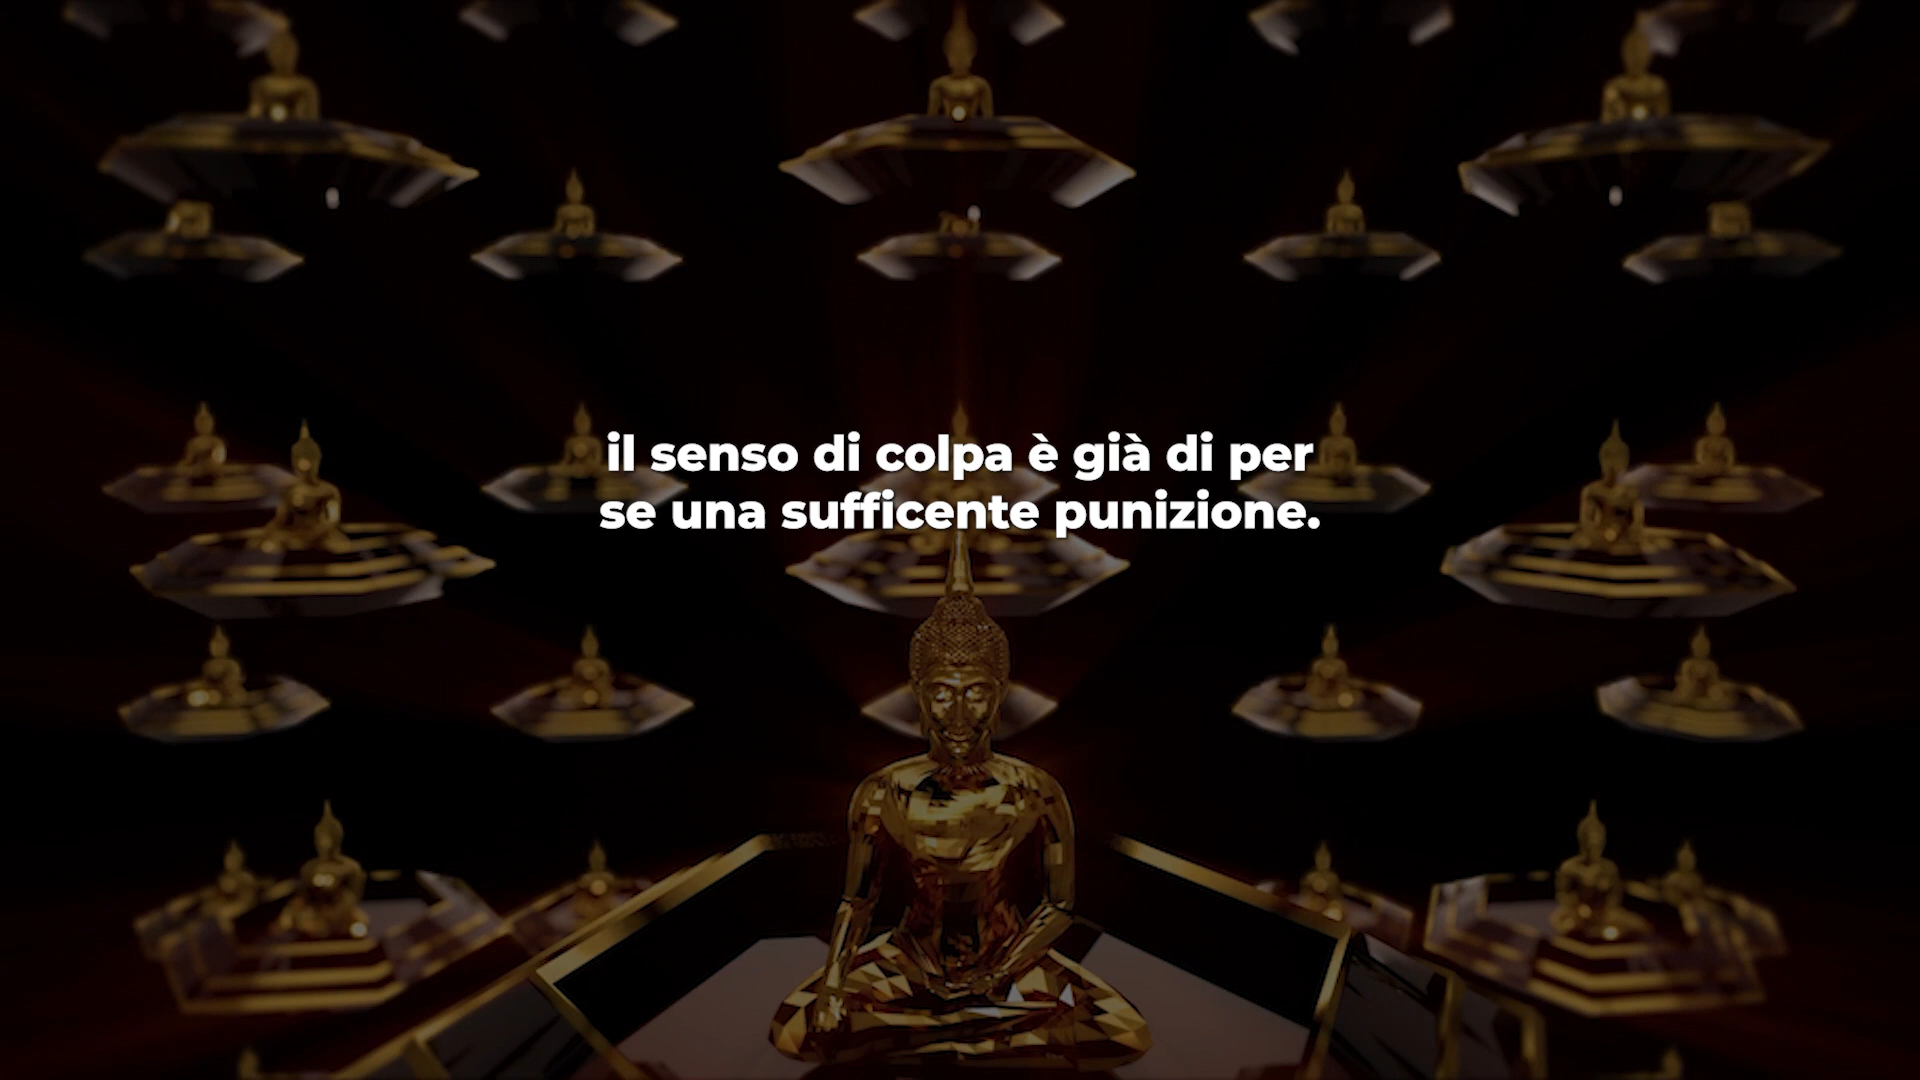 il senso di colpa è già di per
se una sufficente punizione.